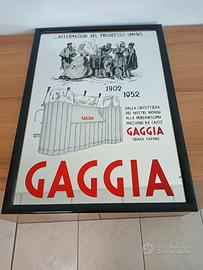 ...AFFERMAZIONI DEL PROGRESSO UMANO
1902
1952
DALLA CAFFETTIERA
DEI NOSTRI NONNI
ALLA MODERNISSIMA
MACCHINA DA CAFFÈ
GAGGIA
SENZA VAPORE
GAGGIA
GAGGIA
subito